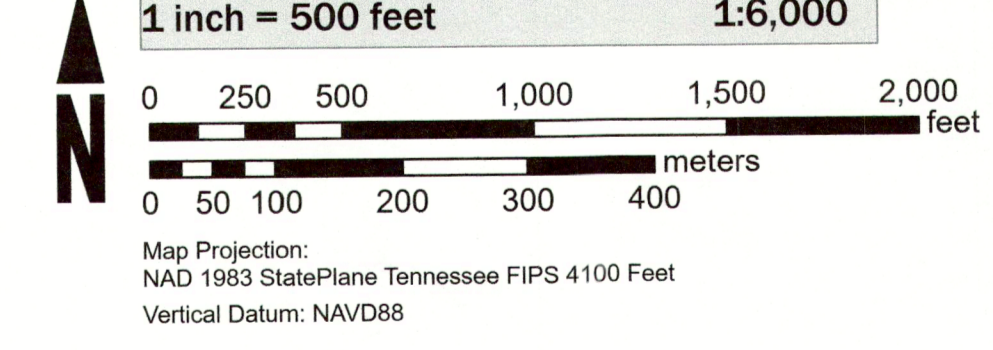 1 inch = 500 feet 1:6,000
0 250 500 1,000 1,500 2,000
feet
meters
0 50 100 200 300 400
N
Map Projection:
NAD 1983 StatePlane Tennessee FIPS 4100 Feet
Vertical Datum: NAVD88